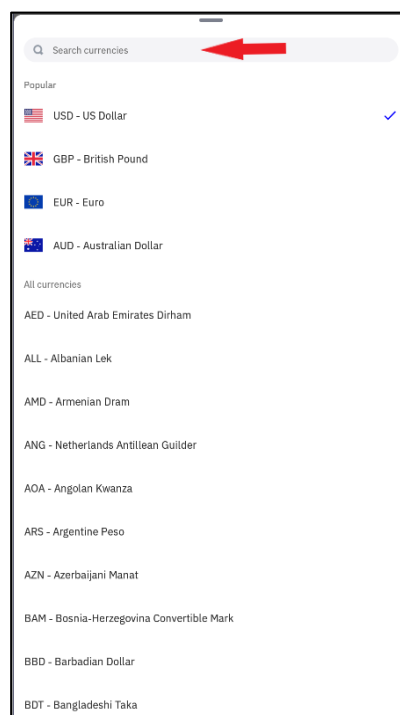 Search currencies
Popular
USD - US Dollar
GBP - British Pound
EUR - Euro
AUD - Australian Dollar
All currencies
AED - United Arab Emirates Dirham
ALL - Albanian Lek
AMD - Armenian Dram
ANG - Netherlands Antillean Guilder
AOA - Angolan Kwanza
ARS - Argentine Peso
AZN - Azerbaijani Manat
BAM - Bosnia-Herzegovina Convertible Mark
BBD - Barbadian Dollar
BDT - Bangladeshi Taka